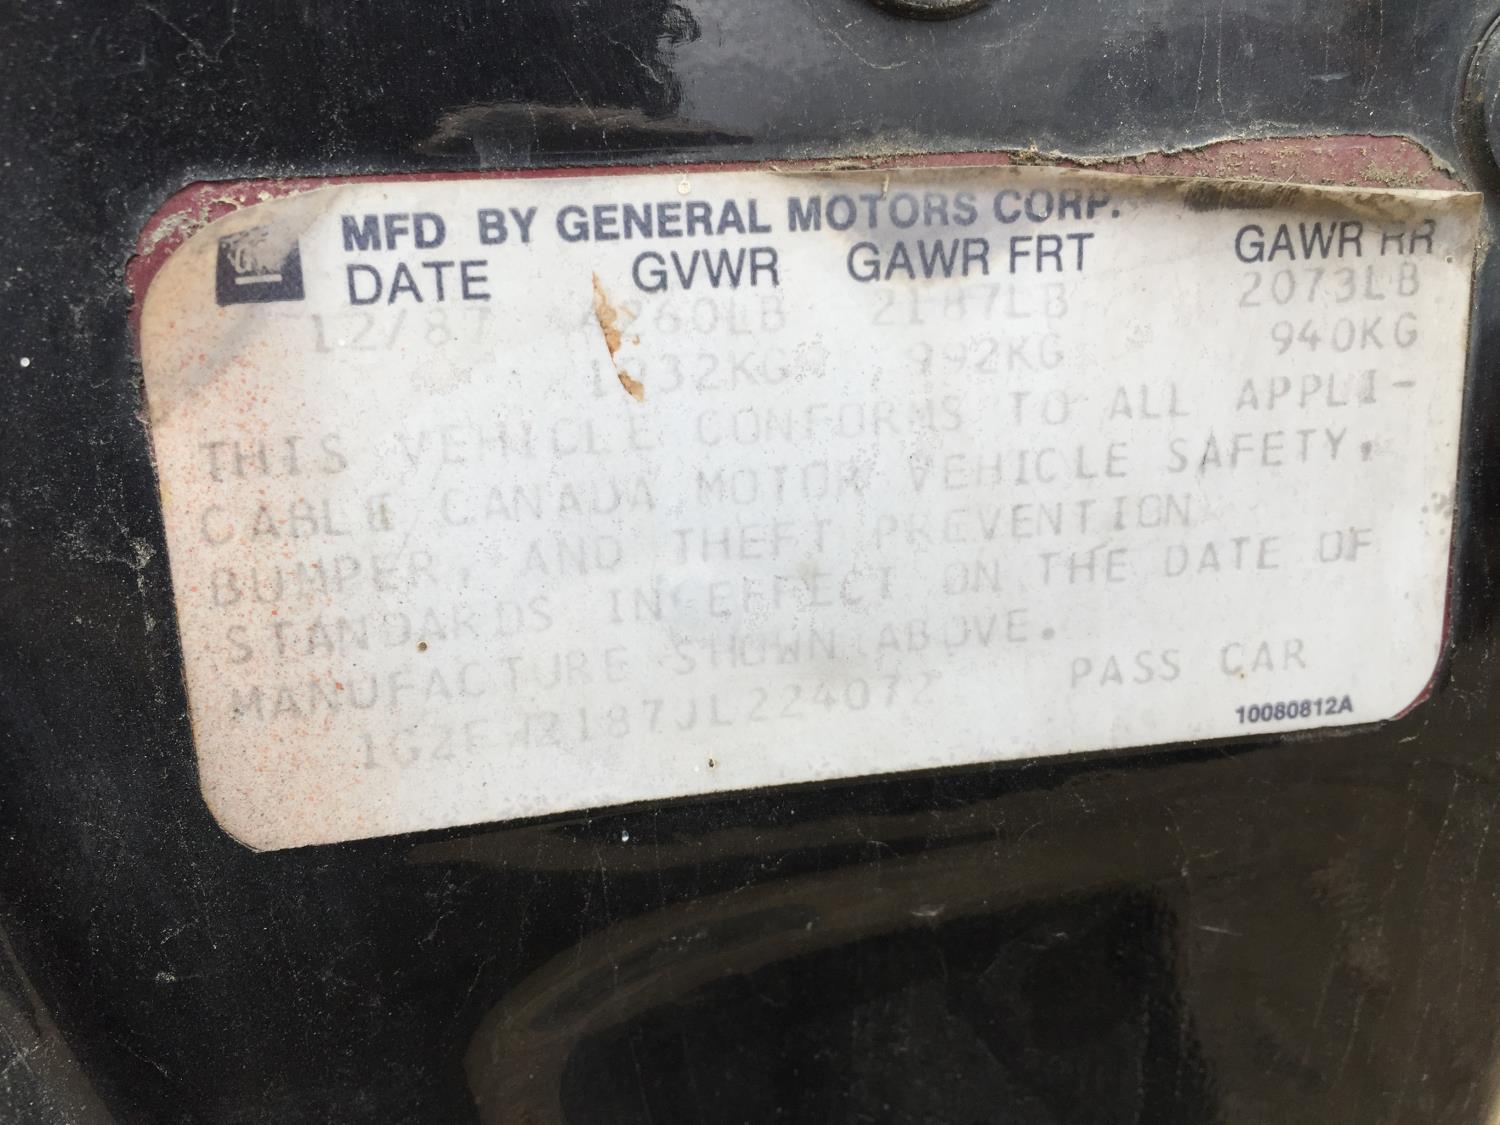 MFD BY GENERAL MOTORS CORP.
DATE GVWR GAWR FRT GAWR RR
12/87 4260LB 2187LB 2073LB
1932KG 992KG 940KG
THIS VEHICLE CONFORMS TO ALL APPLI-
CABLE CANADA MOTOR VEHICLE SAFETY,
BUMPER, AND THEFT PREVENTION
STANDARDS IN EFFECT ON THE DATE OF
MANUFACTURE SHOWN ABOVE.
PASS CAR
10080812A